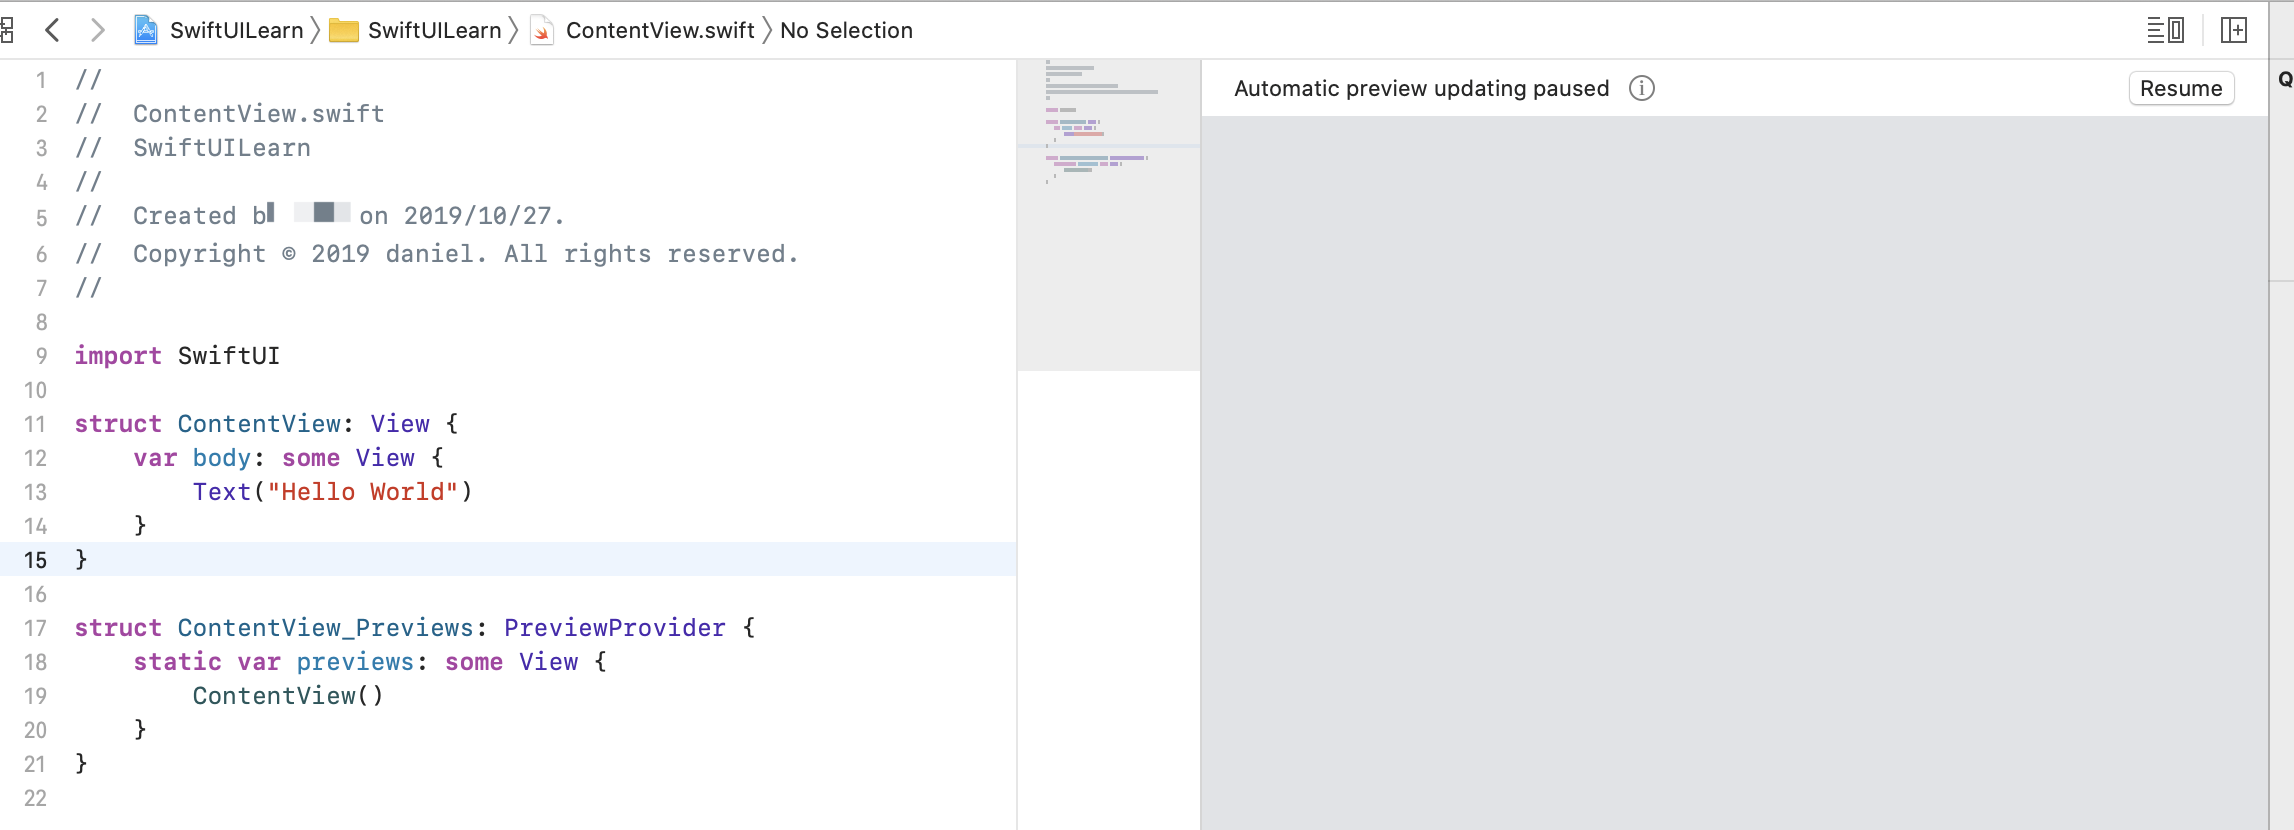 SwiftUILearn SwiftUILearn ContentView.swift No Selection
Automatic preview updating paused Resume
Q
1 //
2 //  ContentView.swift
3 //  SwiftUILearn
4 //
5 //  Created b on 2019/10/27.
6 //  Copyright © 2019 daniel. All rights reserved.
7 //
8
9 import SwiftUI
10
11 struct ContentView: View {
12     var body: some View {
13         Text("Hello World")
14     }
15 }
16
17 struct ContentView_Previews: PreviewProvider {
18     static var previews: some View {
19         ContentView()
20     }
21 }
22